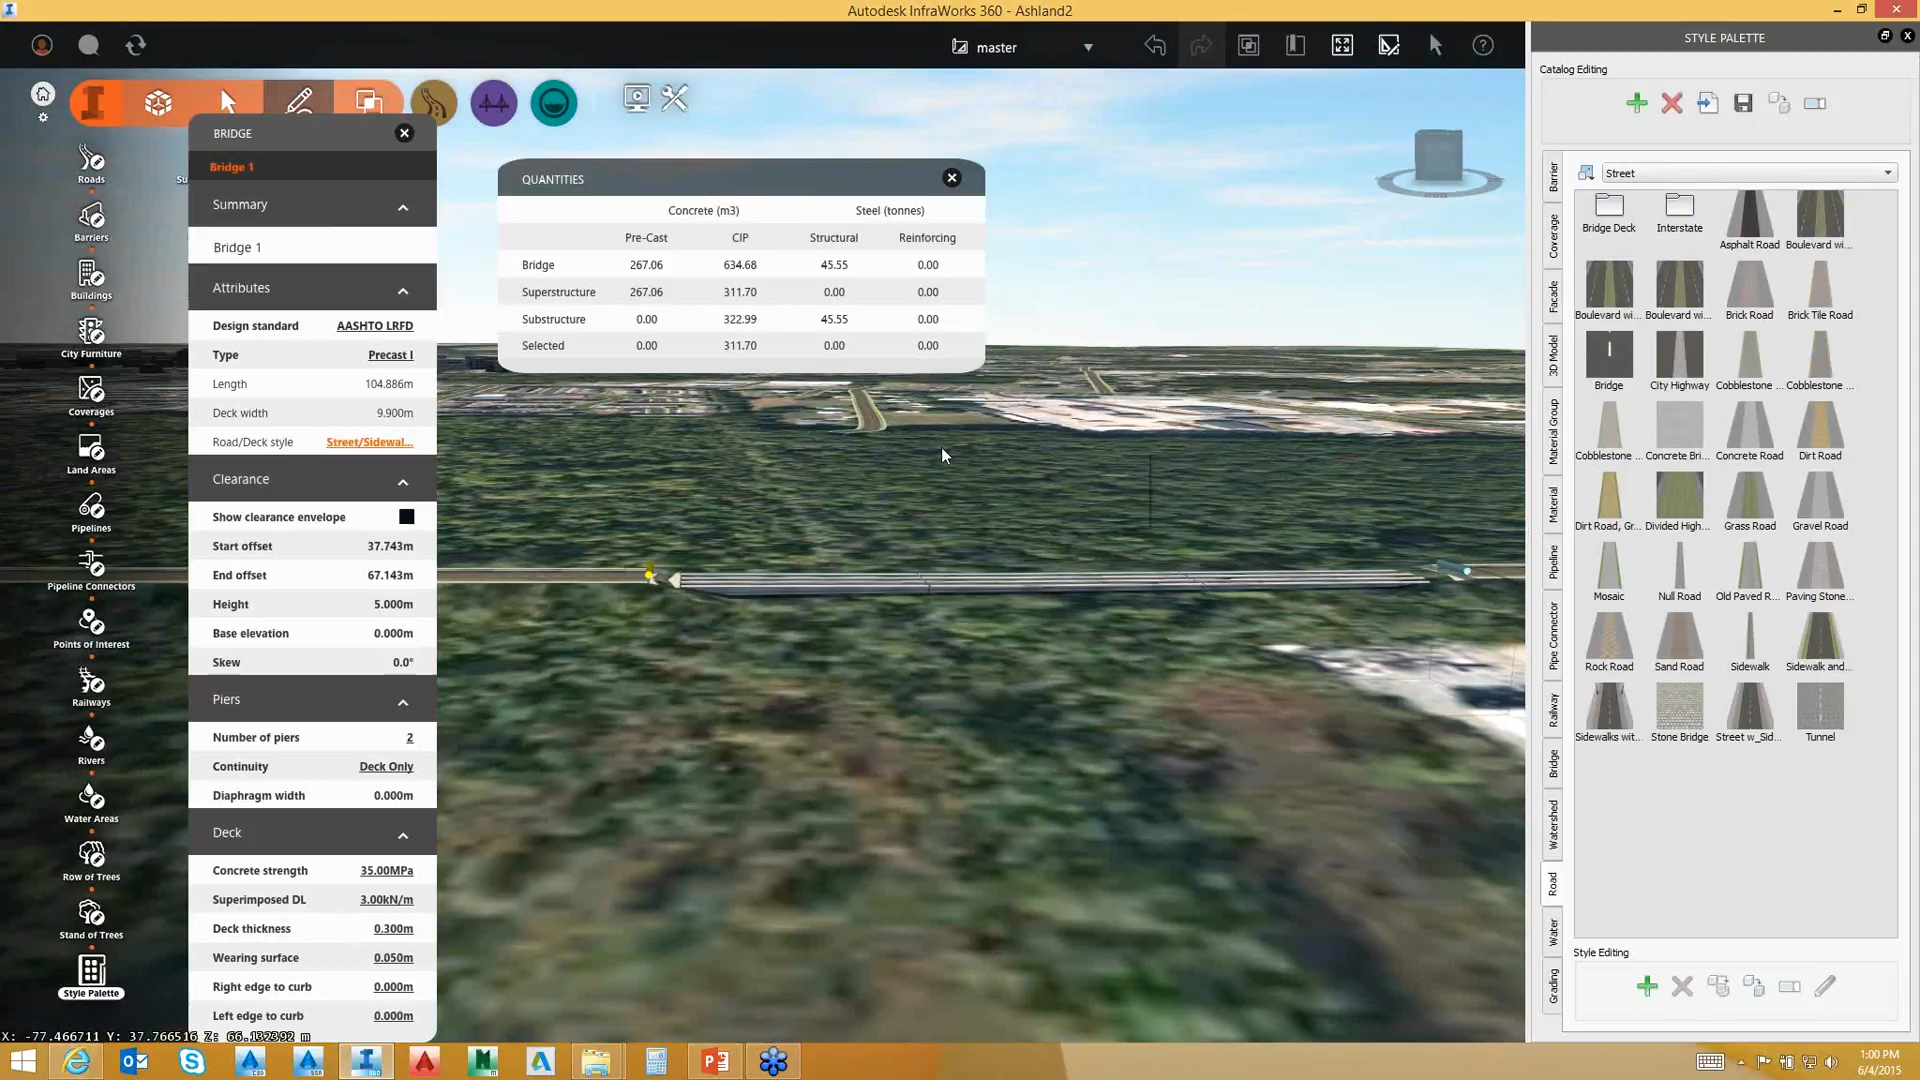 Autodesk InfraWorks 360 - Ashland2
master
STYLE PALETTE
Catalog Editing
Street
Bridge Deck
Interstate
Asphalt Road
Boulevard wi...
Boulevard wi...
Boulevard wi...
Brick Road
Brick Tile Road
Bridge
City Highway
Cobblestone ...
Cobblestone ...
Cobblestone ...
Concrete Bri...
Concrete Road
Dirt Road
Dirt Road, Gr...
Divided High...
Grass Road
Gravel Road
Mosaic
Null Road
Old Paved R...
Paving Stone...
Rock Road
Sand Road
Sidewalk
Sidewalk and...
Sidewalks wit...
Stone Bridge
Street w_Sid...
Tunnel
Style Editing
Barrier
Coverage
Facade
3D Model
Material Group
Material
Pipeline
Pipe Connector
Railway
Bridge
Watershed
Road
Water
Grading
Roads
Su
Barriers
Buildings
City Furniture
Coverages
Land Areas
Pipelines
Pipeline Connectors
Points of Interest
Railways
Rivers
Water Areas
Row of Trees
Stand of Trees
Style Palette
BRIDGE
Bridge 1
Summary
Bridge 1
Attributes
Design standard AASHTO LRFD
Type Precast I
Length 104.886m
Deck width 9.900m
Road/Deck style Street/Sidewal...
Clearance
Show clearance envelope
Start offset 37.743m
End offset 67.143m
Height 5.000m
Base elevation 0.000m
Skew 0.0°
Piers
Number of piers 2
Continuity Deck Only
Diaphragm width 0.000m
Deck
Concrete strength 35.00MPa
Superimposed DL 3.00kN/m
Deck thickness 0.300m
Wearing surface 0.050m
Right edge to curb 0.000m
Left edge to curb 0.000m
QUANTITIES
Concrete (m3) Steel (tonnes)
Pre-Cast CIP Structural Reinforcing
Bridge 267.06 634.68 45.55 0.00
Superstructure 267.06 311.70 0.00 0.00
Substructure 0.00 322.99 45.55 0.00
Selected 0.00 311.70 0.00 0.00
X: -77.466711 Y: 37.766516 Z: 66.132392 m
1:00 PM
6/4/2015